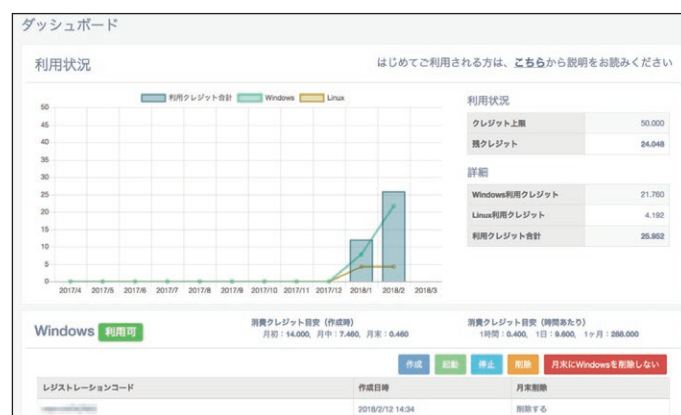 ダッシュボード
利用状況
はじめてご利用される方は、こちらから説明をお読みください
利用クレジット合計 Windows Linux
50
45
40
35
30
25
20
15
10
5
0
2017/4 2017/5 2017/6 2017/7 2017/8 2017/9 2017/10 2017/11 2017/12 2018/1 2018/2 2018/3
利用状況
クレジット上限 50.000
残クレジット 24.048
詳細
Windows利用クレジット 21.760
Linux利用クレジット 4.192
利用クレジット合計 25.952
Windows 利用可
消費クレジット目安（作成時）
月初：14.000, 月中：7.460, 月末：0.460
消費クレジット目安（時間あたり）
1時間：0.400, 1日：9.600, 1ヶ月：288.000
作成 起動 停止 削除 月末にWindowsを削除しない
レジストレーションコード 作成日時 月末削除
2018/2/12 14:34 削除する